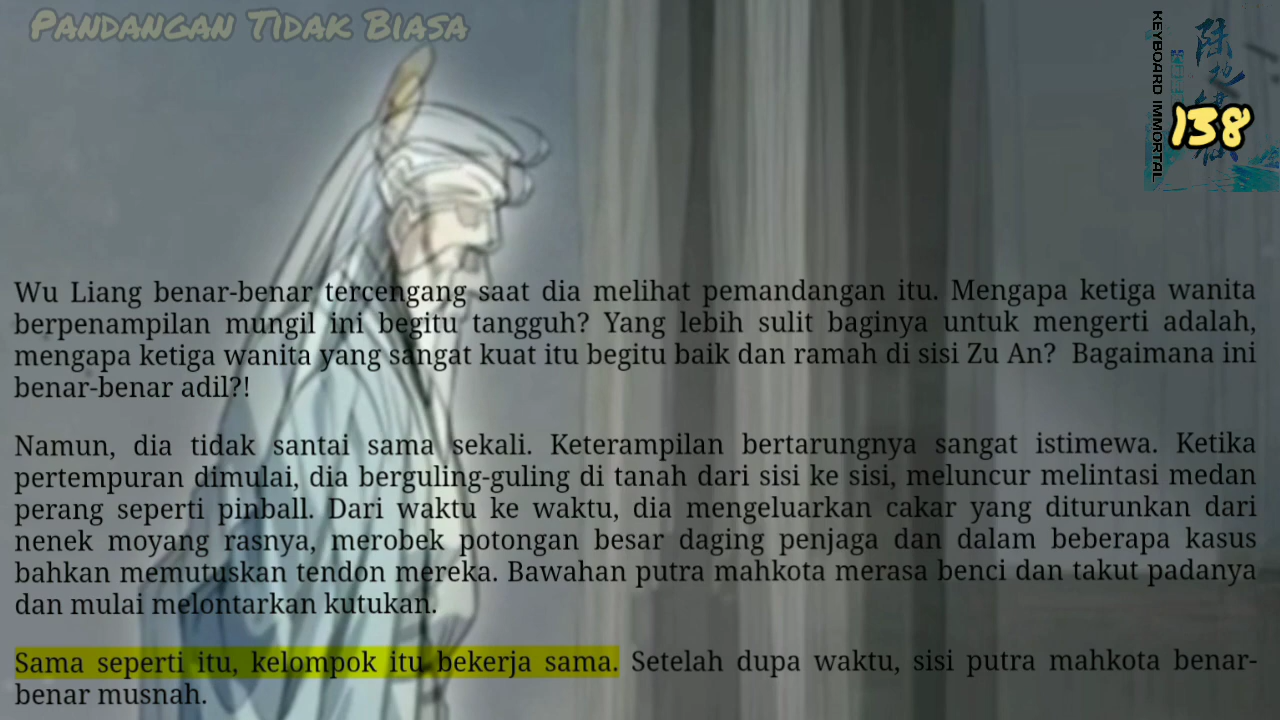 Pandangan Tidak Biasa
KEYBOARD IMMORTAL
138
Wu Liang benar-benar tercengang saat dia melihat pemandangan itu. Mengapa ketiga wanita
berpenampilan mungil ini begitu tangguh? Yang lebih sulit baginya untuk mengerti adalah,
mengapa ketiga wanita yang sangat kuat itu begitu baik dan ramah di sisi Zu An? Bagaimana ini
benar-benar adil?!
Namun, dia tidak santai sama sekali. Keterampilan bertarungnya sangat istimewa. Ketika
pertempuran dimulai, dia berguling-guling di tanah dari sisi ke sisi, meluncur melintasi medan
perang seperti pinball. Dari waktu ke waktu, dia mengeluarkan cakar yang diturunkan dari
nenek moyang rasnya, merobek potongan besar daging penjaga dan dalam beberapa kasus
bahkan memutuskan tendon mereka. Bawahan putra mahkota merasa benci dan takut padanya
dan mulai melontarkan kutukan.
Sama seperti itu, kelompok itu bekerja sama. Setelah dupa waktu, sisi putra mahkota benar-
benar musnah.